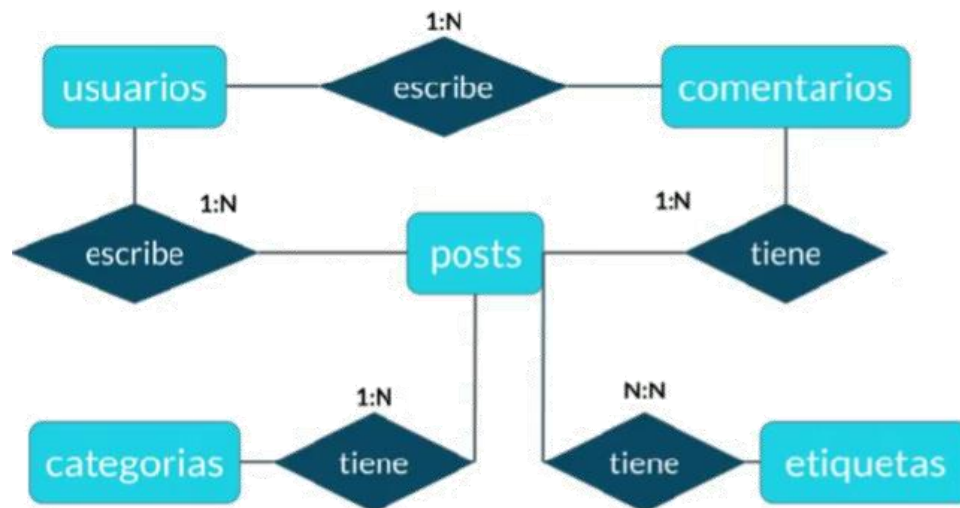 1:N
usuarios
escribe
comentarios
1:N
1:N
escribe
posts
tiene
1:N
N:N
categorias
tiene
tiene
etiquetas